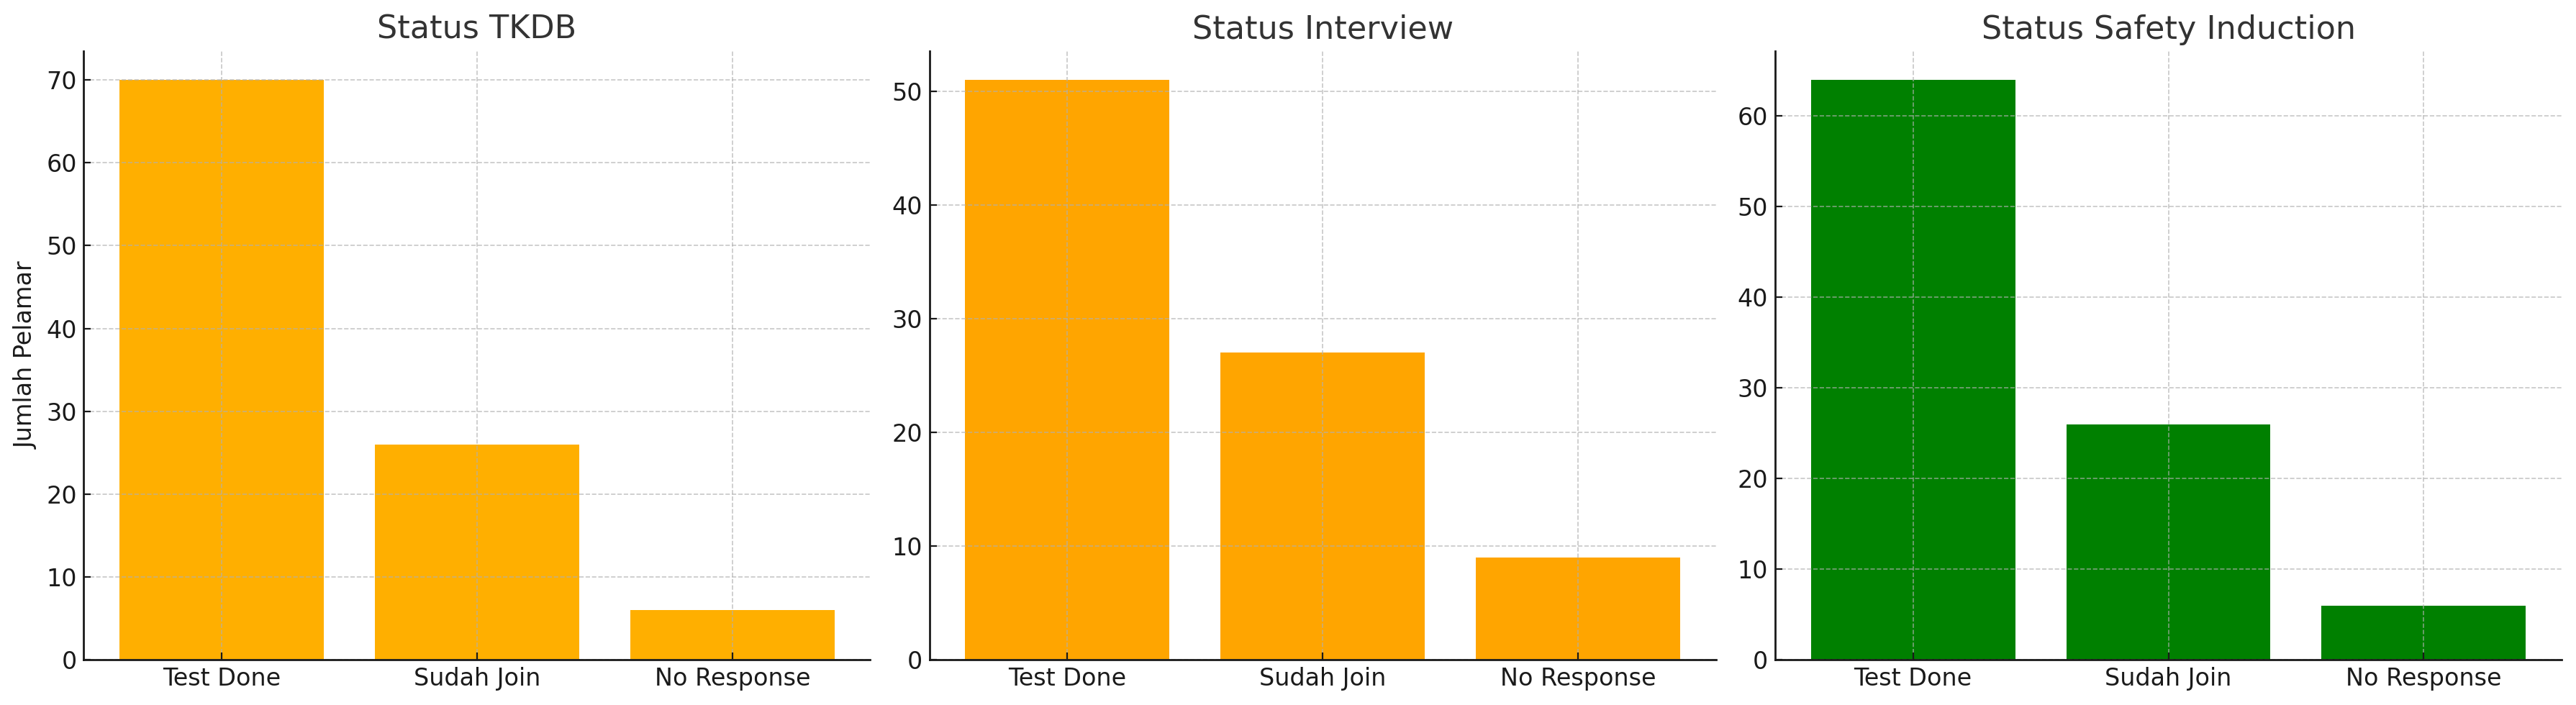 Status TKDB
Jumlah Pelamar
70
60
50
40
30
20
10
0
Test Done
Sudah Join
No Response
Status Interview
50
40
30
20
10
0
Test Done
Sudah Join
No Response
Status Safety Induction
60
50
40
30
20
10
0
Test Done
Sudah Join
No Response